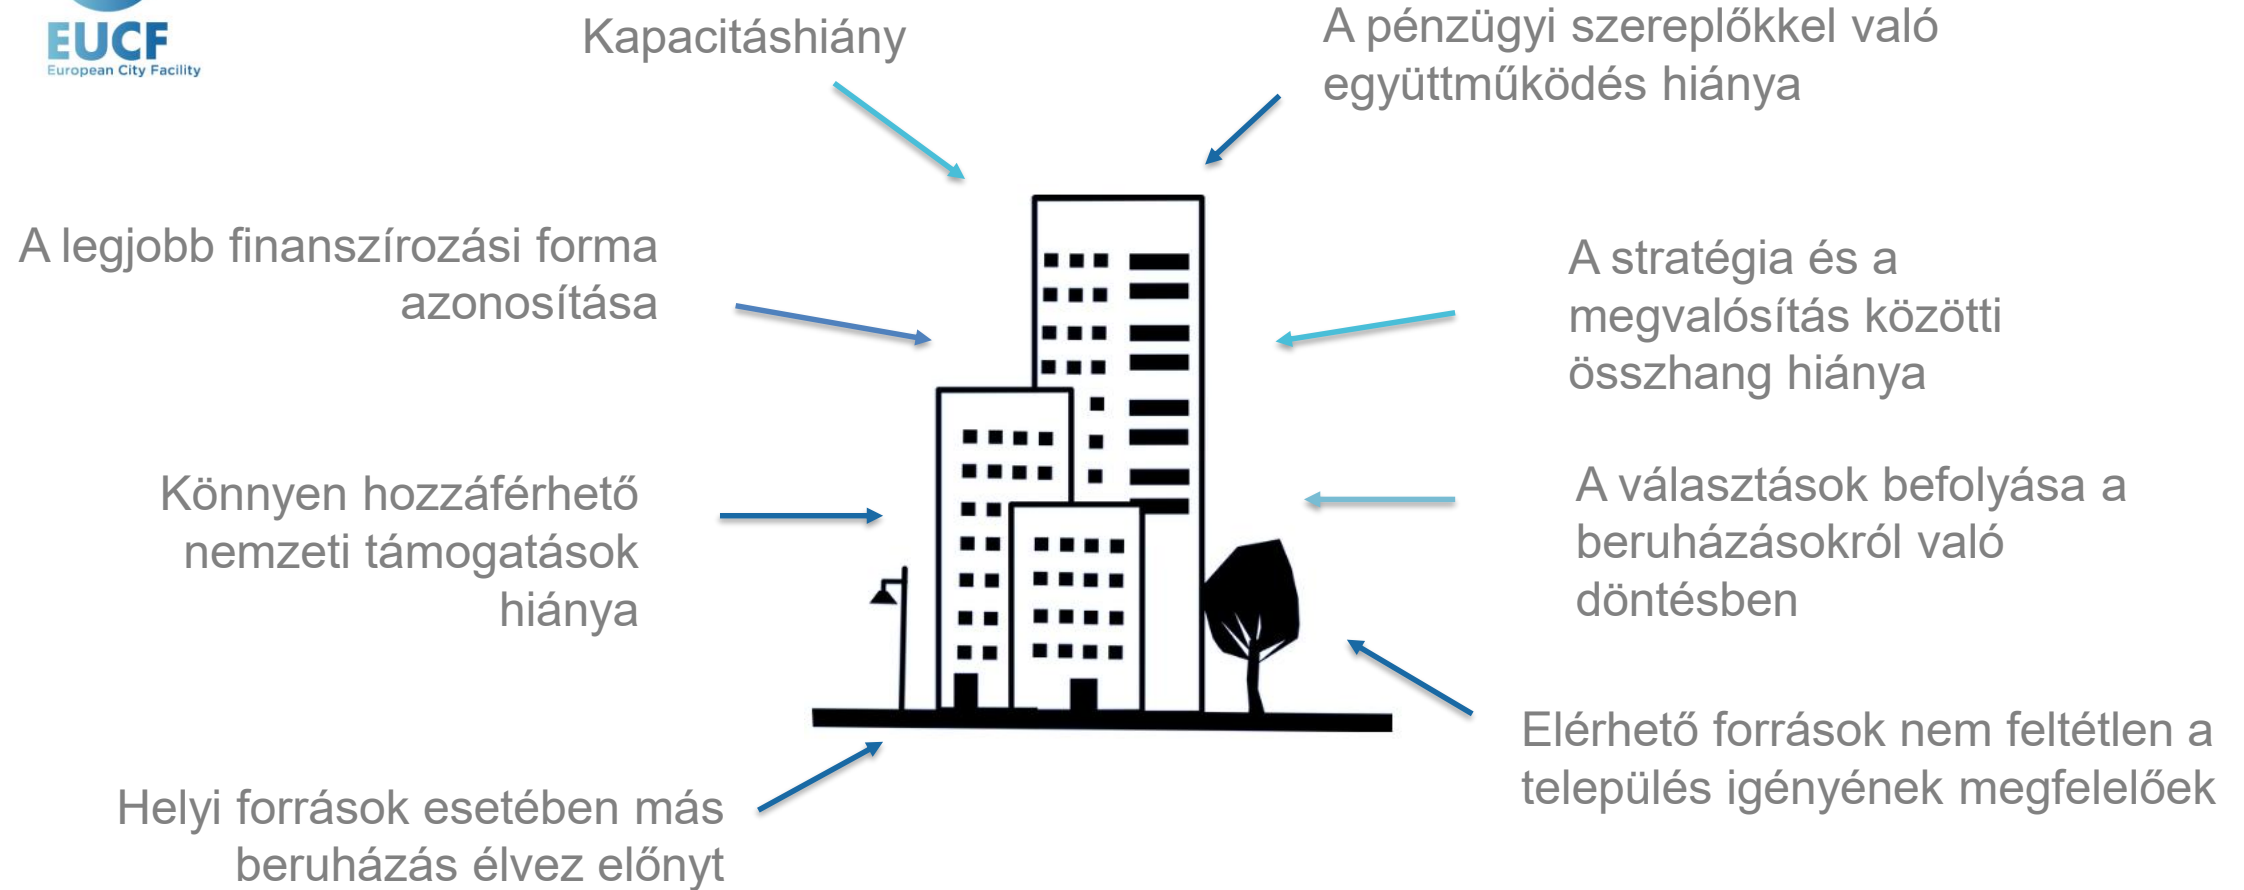 EUCF
European City Facility
Kapacitáshiány
A pénzügyi szereplőkkel való
együttműködés hiánya
A legjobb finanszírozási forma
azonosítása
A stratégia és a
megvalósítás közötti
összhang hiánya
Könnyen hozzáférhető
nemzeti támogatások
hiánya
A választások befolyása a
beruházásokról való
döntésben
Helyi források esetében más
beruházás élvez előnyt
Elérhető források nem feltétlen a
település igényének megfelelőek